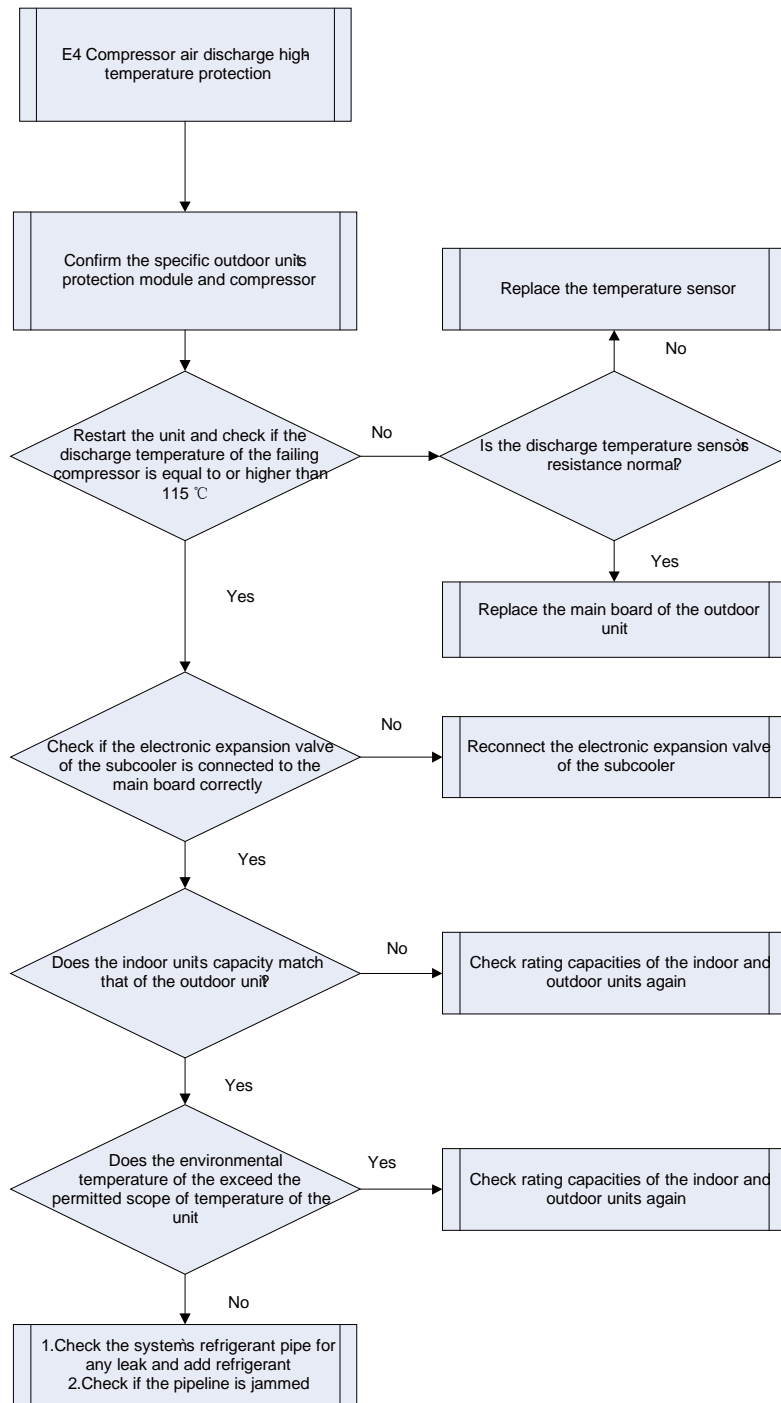 E4 Compressor air discharge high-
temperature protection
Confirm the specific outdoor unit's
protection module and compressor
Replace the temperature sensor
No
Restart the unit and check if the
discharge temperature of the failing
compressor is equal to or higher than
115 ℃
No
Is the discharge temperature sensor's
resistance normal?
Yes
Yes
Replace the main board of the outdoor
unit
Check if the electronic expansion valve
of the subcooler is connected to the
main board correctly
No
Reconnect the electronic expansion valve
of the subcooler
Yes
Does the indoor units capacity match
that of the outdoor unit?
No
Check rating capacities of the indoor and
outdoor units again
Yes
Does the environmental
temperature of the exceed the
permitted scope of temperature of the
unit
Yes
Check rating capacities of the indoor and
outdoor units again
No
1.Check the system's refrigerant pipe for
any leak and add refrigerant
2.Check if the pipeline is jammed